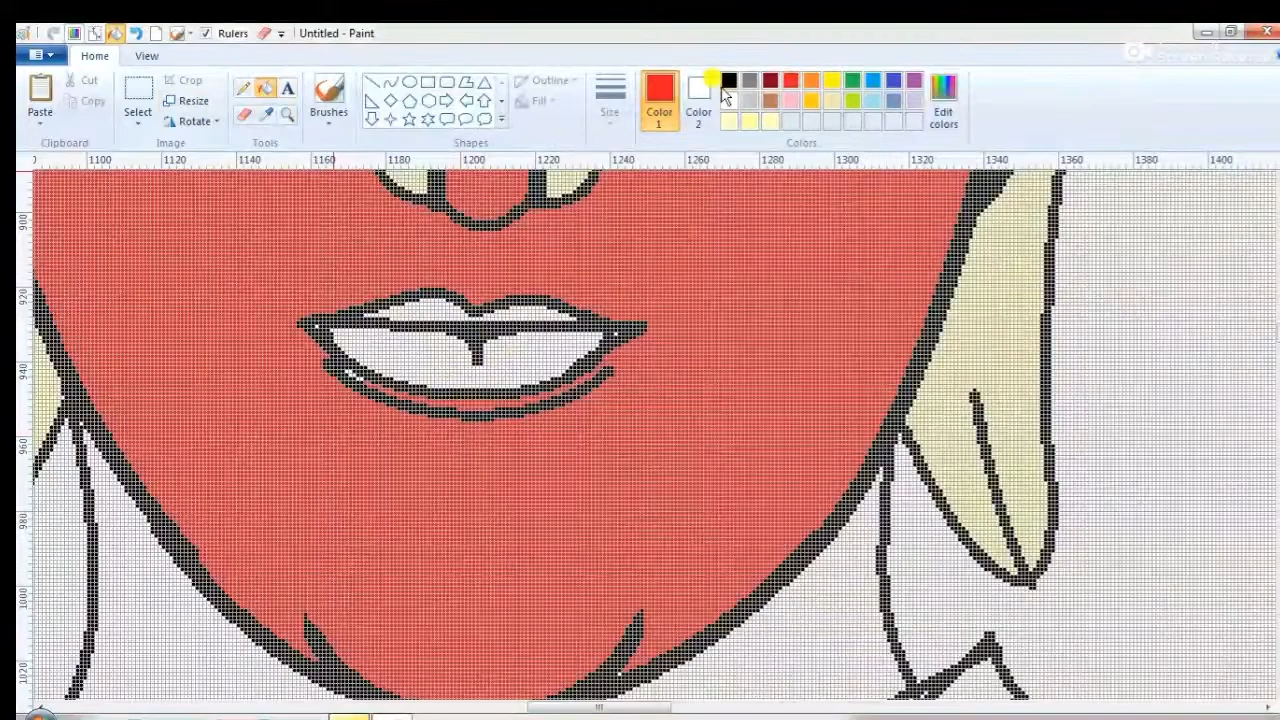 Rulers Untitled - Paint
Home View
Paste Cut Copy
Select Crop Resize Rotate
A
Brushes
Outline Fill
Size
Color 1 Color 2
Edit colors
Clipboard Image Tools Shapes Colors
1100 1120 1140 1160 1180 1200 1220 1240 1260 1280 1300 1320 1340 1360 1380 1400
900
920
940
960
980
1000
1020